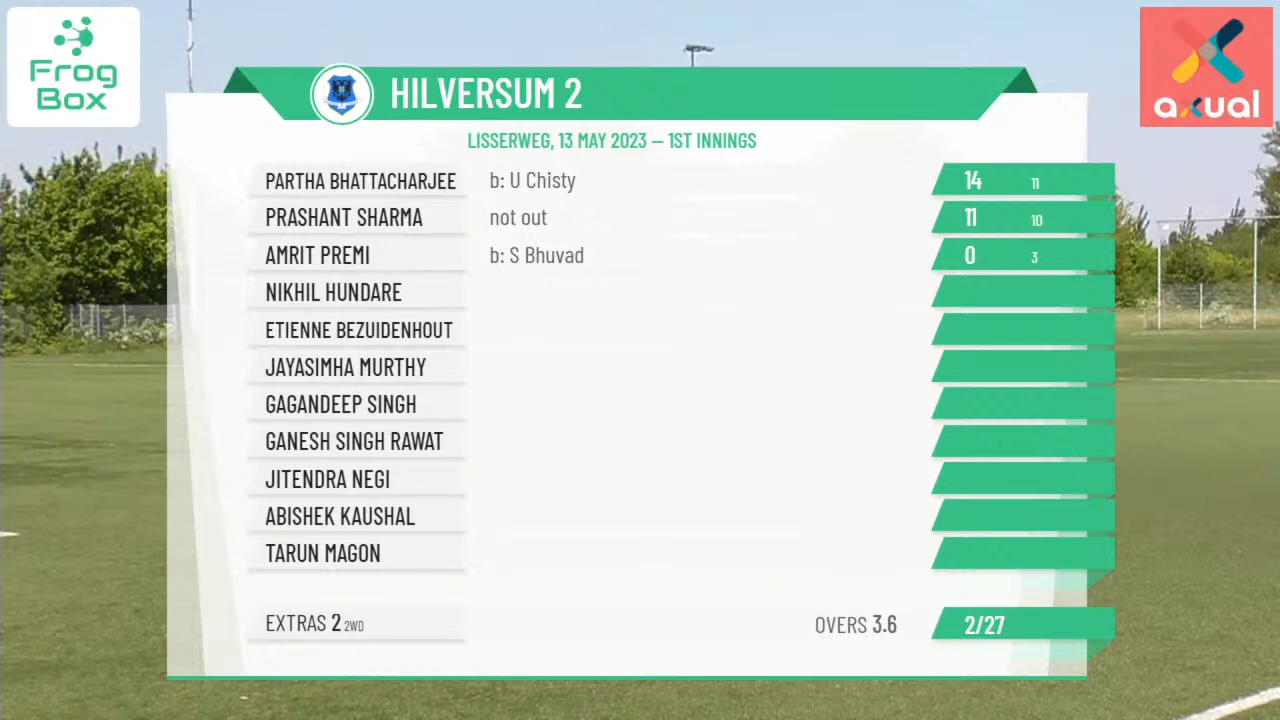 Frog
Box
axual
HILVERSUM 2
LISSERWEG, 13 MAY 2023 – 1ST INNINGS
PARTHA BHATTACHARJEE b: U Chisty 14 11
PRASHANT SHARMA not out 11 10
AMRIT PREMI b: S Bhuvad 0 3
NIKHIL HUNDARE
ETIENNE BEZUIDENHOUT
JAYASIMHA MURTHY
GAGANDEEP SINGH
GANESH SINGH RAWAT
JITENDRA NEGI
ABISHEK KAUSHAL
TARUN MAGON
EXTRAS 2 2WD OVERS 3.6 2/27